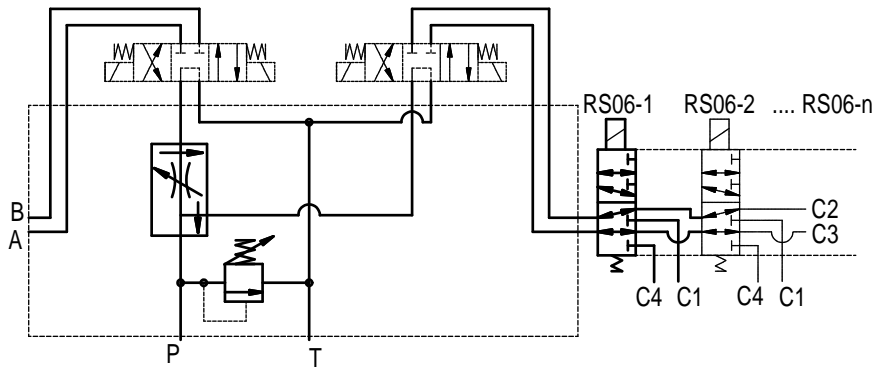 RS06-1 RS06-2 .... RS06-n
B
A
C2
C3
C4 C1 C4 C1
P T